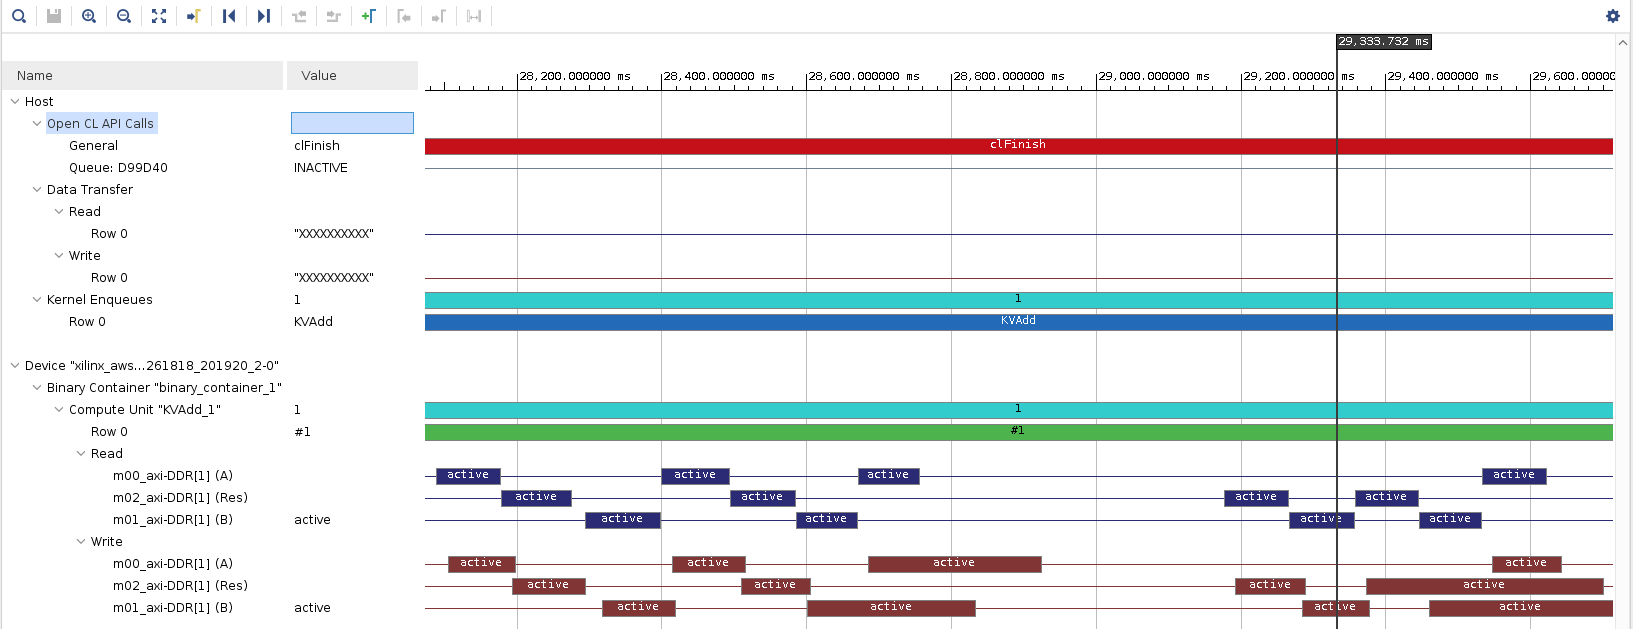 29,333.732 ms
Name Value
28,200.000000 ms 28,400.000000 ms 28,600.000000 ms 28,800.000000 ms 29,000.000000 ms 29,200.000000 ms 29,400.000000 ms 29,600.00000
Host
Open CL API Calls
General clFinish clFinish
Queue: D99D40 INACTIVE
Data Transfer
Read
Row 0 "XXXXXXXXXX"
Write
Row 0 "XXXXXXXXXX"
Kernel Enqueues 1 1
Row 0 KVAdd KVAdd
Device "xilinx_aws...261818_201920_2-0"
Binary Container "binary_container_1"
Compute Unit "KVAdd_1" 1 1
Row 0 #1 #1
Read
m00_axi-DDR[1] (A) active active active active
m02_axi-DDR[1] (Res) active active active active
m01_axi-DDR[1] (B) active active active active active
Write
m00_axi-DDR[1] (A) active active active active
m02_axi-DDR[1] (Res) active active active active
m01_axi-DDR[1] (B) active active active active active